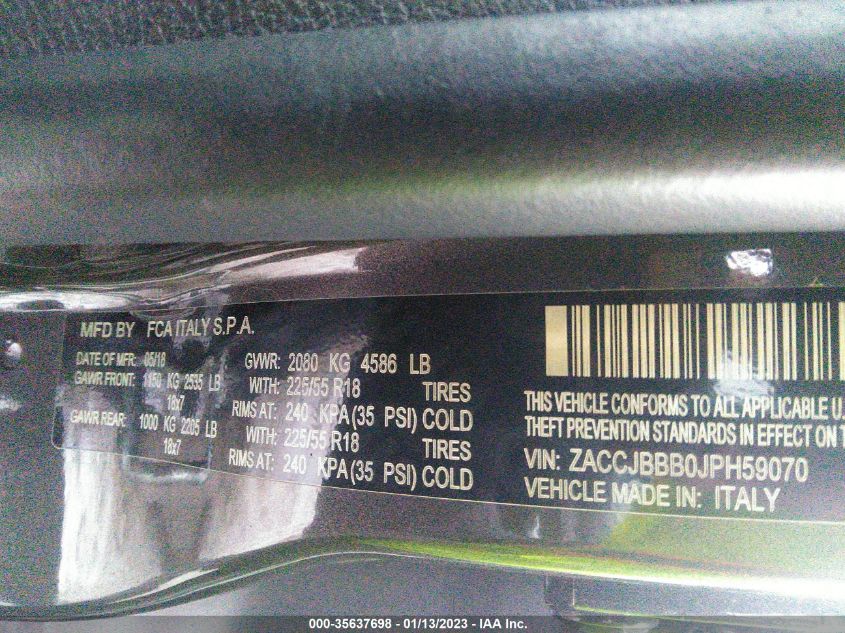 MFD BY FCA ITALY S.P.A.
DATE OF MFR: 05/18 GVWR: 2080 KG 4586 LB
GAWR FRONT: 1150 KG 2535 LB WITH: 225/55 R18 TIRES
18x7 RIMS AT: 240 KPA (35 PSI) COLD
GAWR REAR: 1000 KG 2205 LB WITH: 225/55 R18 TIRES
18x7 RIMS AT: 240 KPA (35 PSI) COLD
THIS VEHICLE CONFORMS TO ALL APPLICABLE U.
THEFT PREVENTION STANDARDS IN EFFECT ON T
VIN: ZACCJBBB0JPH59070
VEHICLE MADE IN: ITALY
000-35637698 - 01/13/2023 - IAA Inc.